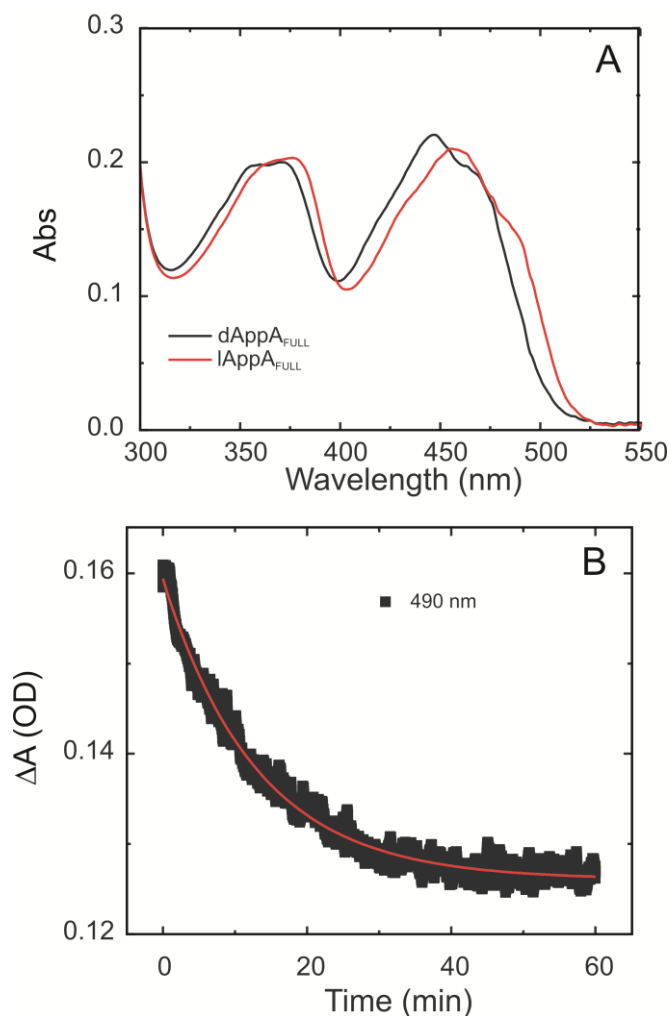 A
0.3
0.2
0.1
0.0
Abs
dAppA_FULL
lAppA_FULL
300 350 400 450 500 550
Wavelength (nm)
B
0.16
0.14
0.12
ΔA (OD)
490 nm
0 20 40 60
Time (min)